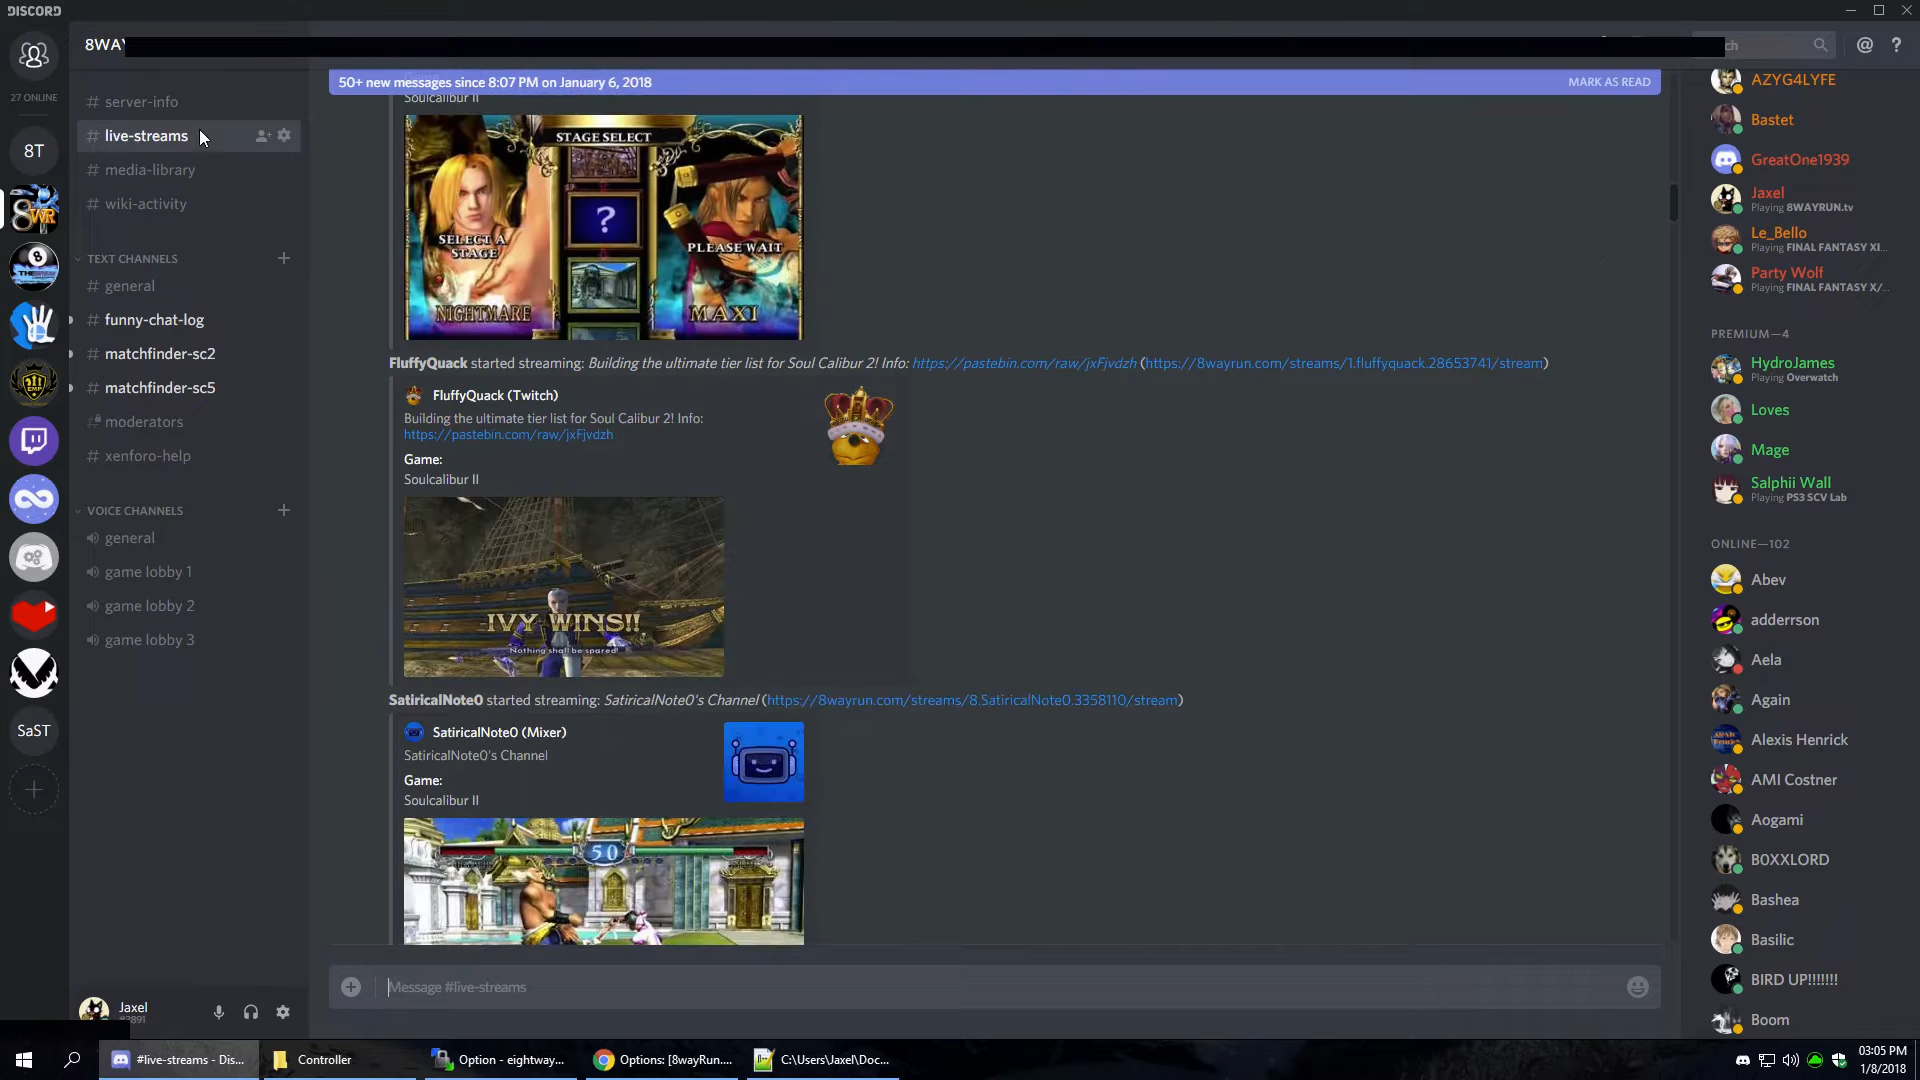 DISCORD
8WAY
ch
@ ?
27 ONLINE
8T
SaST
# server-info
# live-streams
# media-library
# wiki-activity
TEXT CHANNELS +
# general
# funny-chat-log
# matchfinder-sc2
# matchfinder-sc5
# moderators
# xenforo-help
VOICE CHANNELS +
general
game lobby 1
game lobby 2
game lobby 3
Jaxel
50+ new messages since 8:07 PM on January 6, 2018
MARK AS READ
Soulcalibur II
STAGE SELECT
SELECT A
STAGE
?
PLEASE WAIT
NIGHTMARE
MAXI
FluffyQuack started streaming: Building the ultimate tier list for Soul Calibur 2! Info: https://pastebin.com/raw/jxFjvdzh (https://8wayrun.com/streams/1.fluffyquack.28653741/stream)
FluffyQuack (Twitch)
Building the ultimate tier list for Soul Calibur 2! Info:
https://pastebin.com/raw/jxFjvdzh
Game:
Soulcalibur II
IVY WINS!!
Nothing shall be spared!
SatiricalNote0 started streaming: SatiricalNote0's Channel (https://8wayrun.com/streams/8.SatiricalNote0.3358110/stream)
SatiricalNote0 (Mixer)
SatiricalNote0's Channel
Game:
Soulcalibur II
50
Message #live-streams
AZYG4LYFE
Bastet
GreatOne1939
Jaxel
Playing 8WAYRUN.tv
Le_Bello
Playing FINAL FANTASY XI...
Party Wolf
Playing FINAL FANTASY X/...
PREMIUM—4
HydroJames
Playing Overwatch
Loves
Mage
Salphii Wall
Playing PS3 SCV Lab
ONLINE—102
Abev
adderrson
Aela
Again
Alexis Henrick
AMI Costner
Aogami
B0XXLORD
Bashea
Basilic
BIRD UP!!!!!!!
Boom
#live-streams - Dis...
Controller
Option - eightway...
Options: [8wayRun....
C:\Users\Jaxel\Doc...
03:05 PM
1/8/2018